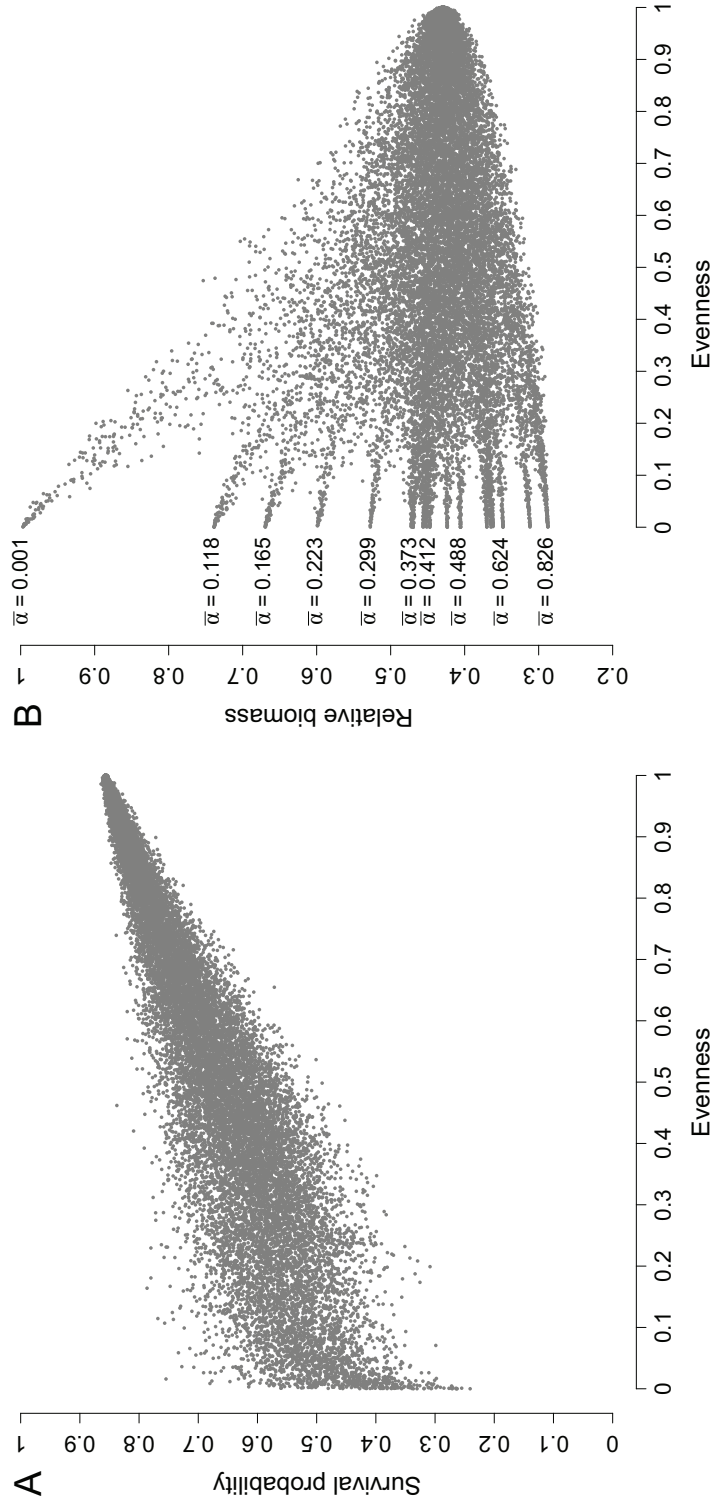 A
Survival probability
1
0.9
0.8
0.7
0.6
0.5
0.4
0.3
0.2
0.1
0
0 0.1 0.2 0.3 0.4 0.5 0.6 0.7 0.8 0.9 1
Evenness
B
Relative biomass
1
0.9
0.8
0.7
0.6
0.5
0.4
0.3
0.2
α̅ = 0.001
α̅ = 0.118
α̅ = 0.165
α̅ = 0.223
α̅ = 0.299
α̅ = 0.373
α̅ = 0.412
α̅ = 0.488
α̅ = 0.624
α̅ = 0.826
0 0.1 0.2 0.3 0.4 0.5 0.6 0.7 0.8 0.9 1
Evenness